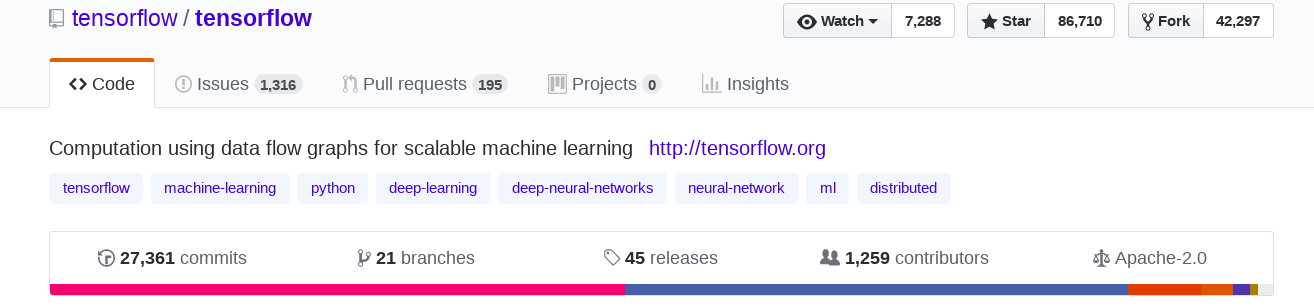 tensorflow / tensorflow Watch 7,288 Star 86,710 Fork 42,297
Code Issues 1,316 Pull requests 195 Projects 0 Insights
Computation using data flow graphs for scalable machine learning http://tensorflow.org
tensorflow machine-learning python deep-learning deep-neural-networks neural-network ml distributed
27,361 commits 21 branches 45 releases 1,259 contributors Apache-2.0